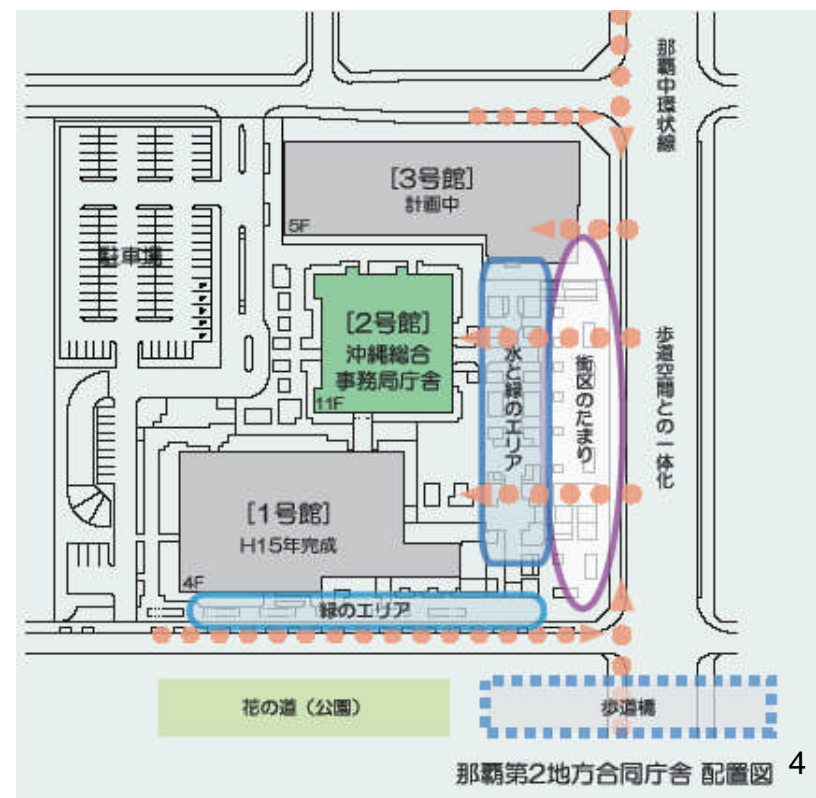 那覇中環状線
[3号館]
計画中
5F
駐車場
[2号館]
沖縄総合
事務局庁舎
11F
水と緑のエリア
街区のたまり
歩道空間との一体化
[1号館]
H15年完成
4F
緑のエリア
花の道（公園）
歩道橋
那覇第2地方合同庁舎 配置図
4